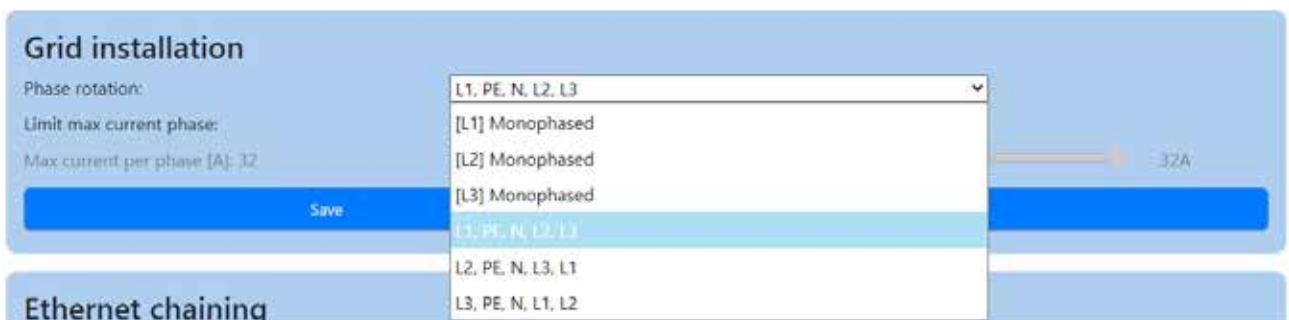 Grid installation
Phase rotation:
L1, PE, N, L2, L3
Limit max current phase:
[L1] Monophased
Max current per phase [A]: 32
[L2] Monophased
32A
[L3] Monophased
Save
L1, PE, N, L2, L3
L2, PE, N, L3, L1
Ethernet chaining
L3, PE, N, L1, L2